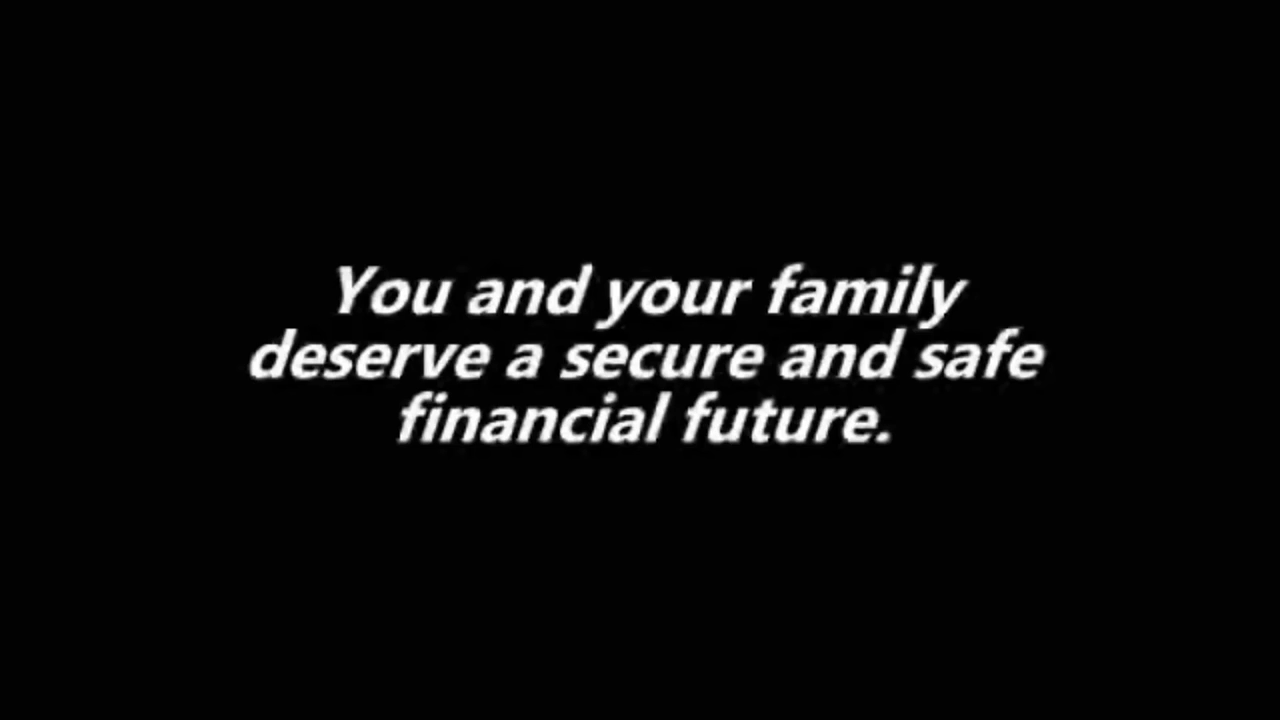 You and your family
deserve a secure and safe
financial future.